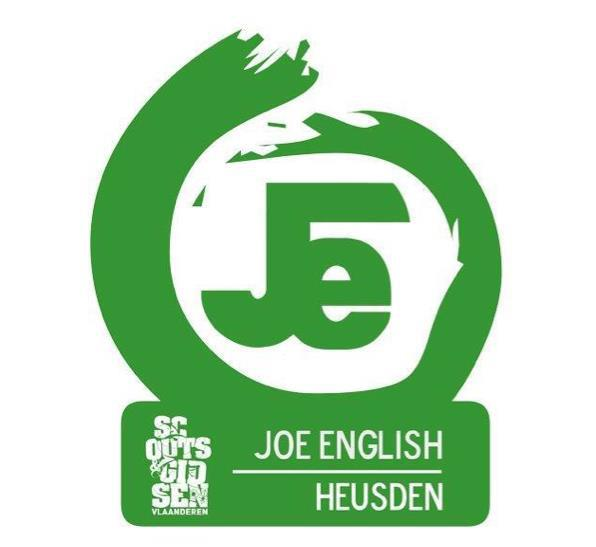 Je
SC
OUTS
& GID
SEN
VLAANDEREN
JOE ENGLISH
HEUSDEN